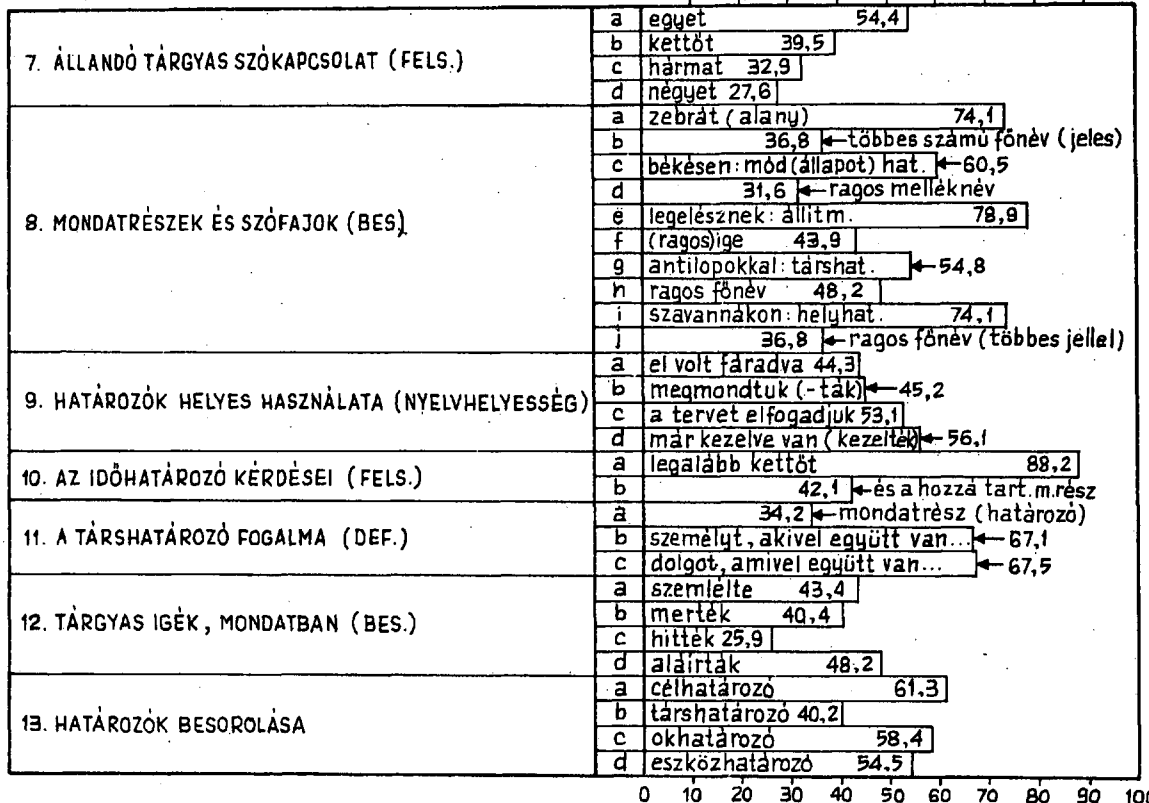 a egyet 54,4
b kettőt 39,5
7. ÁLLANDÓ TÁRGYAS SZÓKAPCSOLAT (FELS.)
c hármat 32,9
d négyet 27,6
a zebrát (alany) 74,1
b 36,8 ←többes számú főnév (jeles)
c békésen: mód (állapot) hat. ←60,5
d 31,6 ←ragos melléknév
8. MONDATRÉSZEK ÉS SZÓFAJOK (BES)
e legelésznek: állítm. 78,9
f (ragos) ige 43,9
g antilopokkal: társhat. ←54,8
h ragos főnév 48,2
i szavannákon: helyhat. 74,1
j 36,8 ←ragos főnév (többes jellel)
a el volt fáradva 44,3
b megmondtuk (-ták) ←45,2
9. HATÁROZÓK HELYES HASZNÁLATA (NYELVHELYESSÉG)
c a tervet elfogadjuk 53,1
d már kezelve van (kezelték) ←56,1
10. AZ IDŐHATÁROZÓ KÉRDÉSEI (FELS.)
a legalább kettőt 88,2
b 42,1 ←és a hozzá tart. m.rész
a 34,2 ←mondatrész (határozó)
11. A TÁRSHATÁROZÓ FOGALMA (DEF.)
b személyt, akivel együtt van... ←67,1
c dolgot, amivel együtt van... ←67,5
a szemlélte 43,4
12. TÁRGYAS IGÉK, MONDATBAN (BES.)
b mérték 40,4
c hitték 25,9
d aláírták 48,2
a célhatározó 61,3
13. HATÁROZÓK BESOROLÁSA
b társhatározó 40,2
c okhatározó 58,4
d eszközhatározó 54,5
0 10 20 30 40 50 60 70 80 90 100